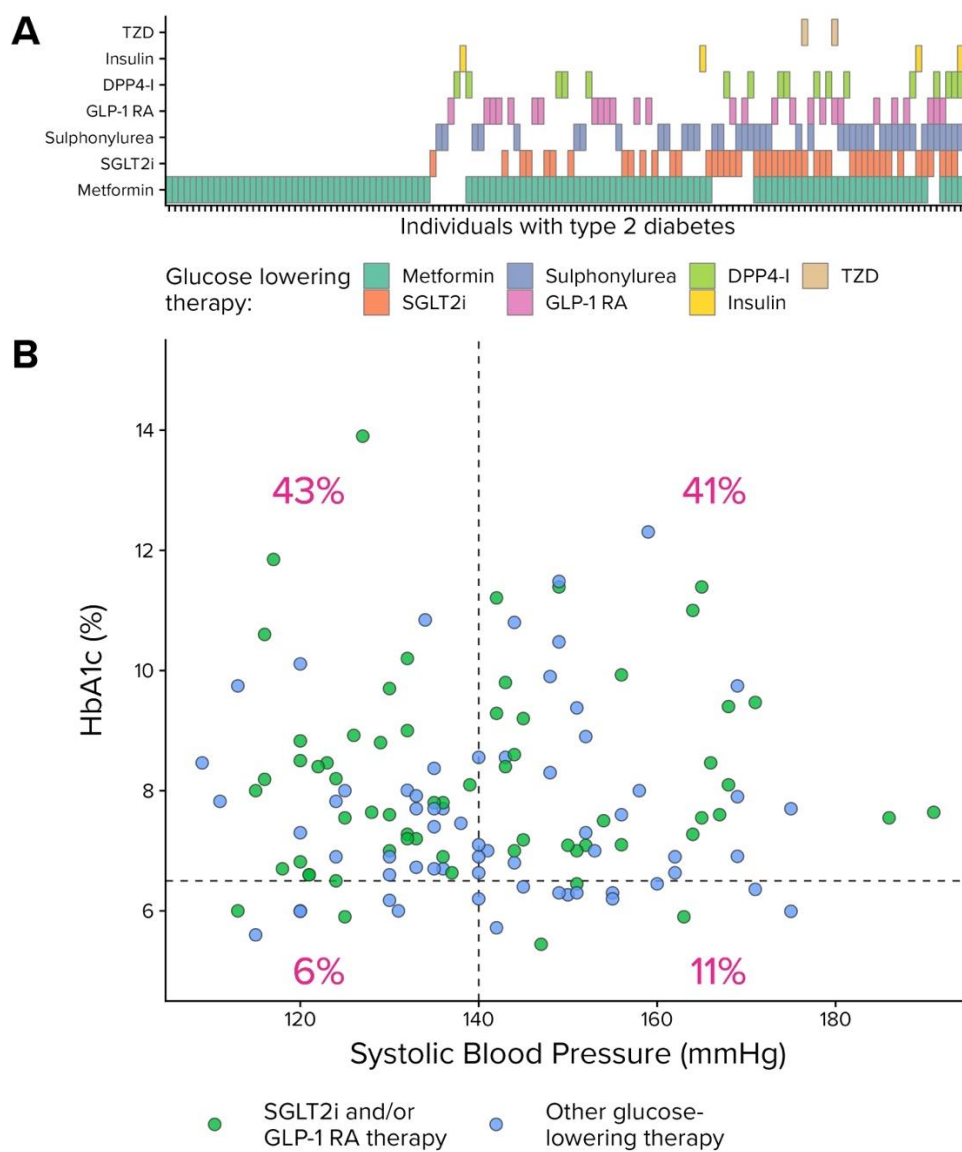 A
TZD
Insulin
DPP4-I
GLP-1 RA
Sulphonylurea
SGLT2i
Metformin
Individuals with type 2 diabetes
Glucose lowering
therapy:
Metformin
Sulphonylurea
DPP4-I
TZD
SGLT2i
GLP-1 RA
Insulin
B
14
43%
41%
12
10
HbA1c (%)
8
6
6%
11%
120
140
160
180
Systolic Blood Pressure (mmHg)
SGLT2i and/or
GLP-1 RA therapy
Other glucose-
lowering therapy